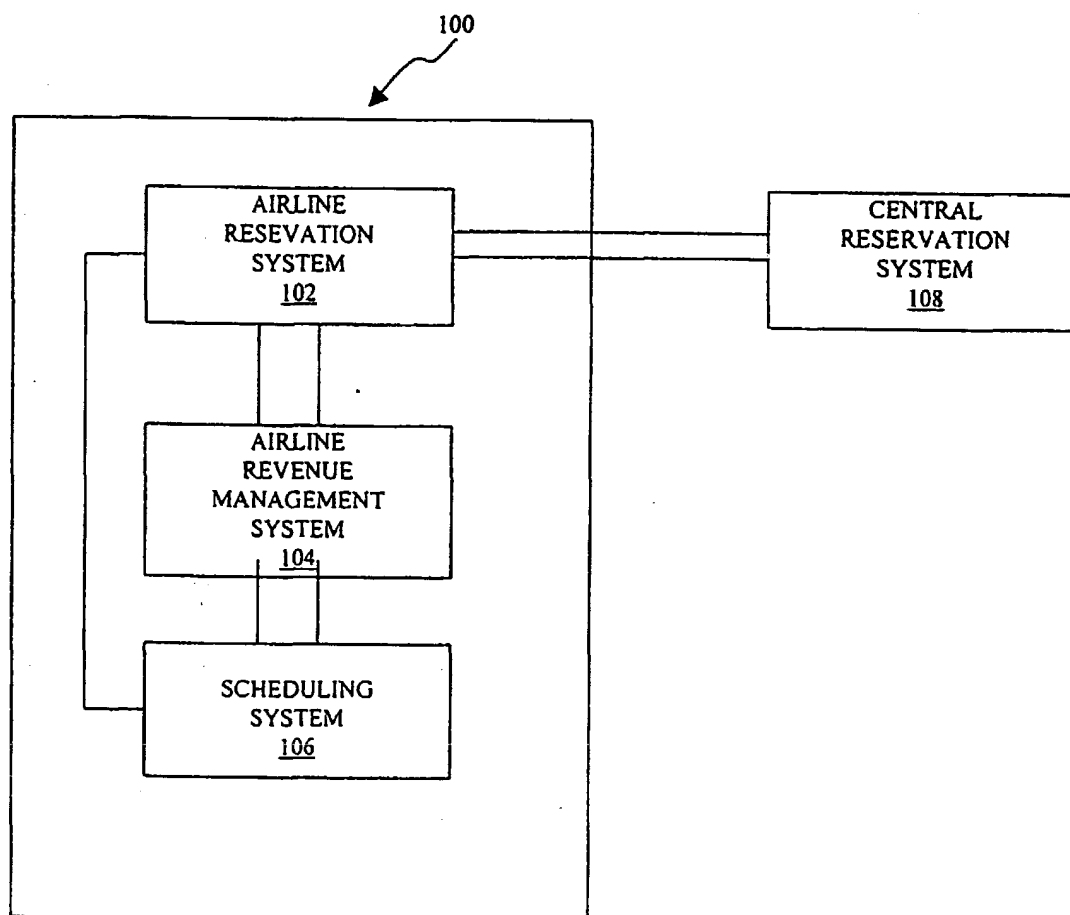 100
AIRLINE
RESEVATION
SYSTEM
102
CENTRAL
RESERVATION
SYSTEM
108
AIRLINE
REVENUE
MANAGEMENT
SYSTEM
104
SCHEDULING
SYSTEM
106